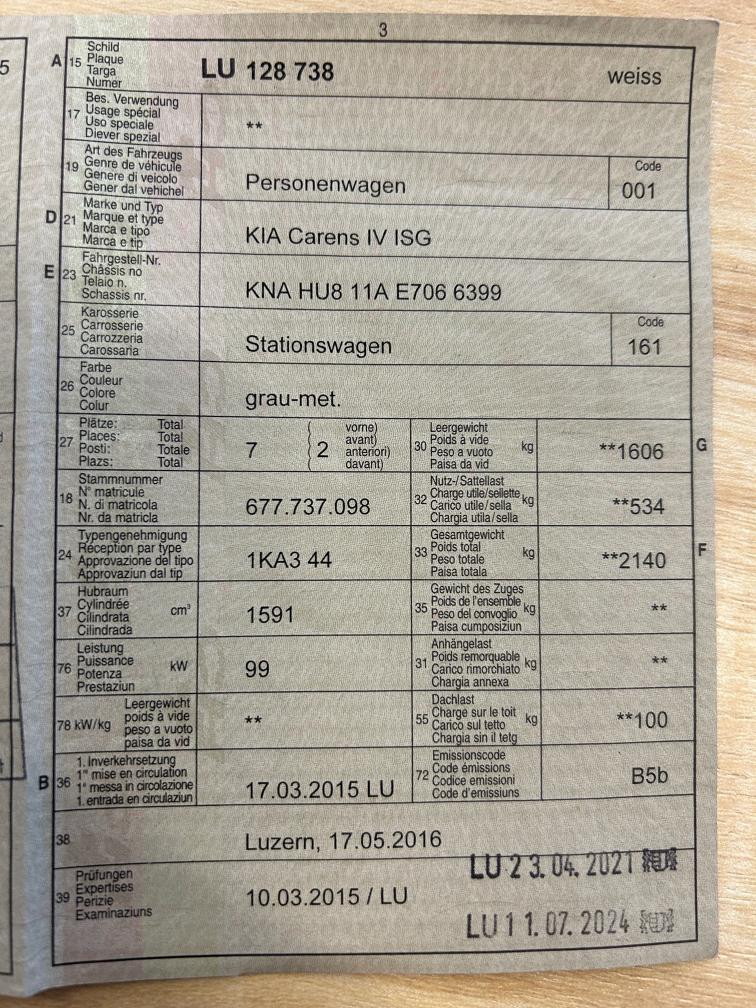 3
5
A 15 Schild
Plaque
Targa
Numer
LU 128 738 weiss
17 Bes. Verwendung
Usage spécial
Uso speciale
Diever spezial
**
19 Art des Fahrzeugs
Genre de véhicule
Genere di veicolo
Gener dal vehichel
Personenwagen
Code
001
D 21 Marke und Typ
Marque et type
Marca e tipo
Marca e tip
KIA Carens IV ISG
E 23 Fahrgestell-Nr.
Châssis no
Telaio n.
Schassis nr.
KNA HU8 11A E706 6399
25 Karosserie
Carrosserie
Carrozzeria
Carossaria
Stationswagen
Code
161
26 Farbe
Couleur
Colore
Colur
grau-met.
27 Plätze: Total
Places: Total
Posti: Totale
Plazs: Total
7 ( 2 vorne)
avant)
anteriori)
davant)
30 Leergewicht
Poids à vide
Peso a vuoto
Paisa da vid
kg
**1606
G
18 Stammnummer
N° matricule
N. di matricola
Nr. da matricla
677.737.098
32 Nutz-/Sattellast
Charge utile/sellette
Carico utile/sella
Chargia utila/sella
kg
**534
24 Typengenehmigung
Réception par type
Approvazione del tipo
Approvaziun dal tip
1KA3 44
33 Gesamtgewicht
Poids total
Peso totale
Paisa totala
kg
**2140
F
37 Hubraum
Cylindrée
Cilindrata
Cilindrada
cm³
1591
35 Gewicht des Zuges
Poids de l'ensemble
Peso del convoglio
Paisa cumposiziun
kg
**
76 Leistung
Puissance
Potenza
Prestaziun
kW
99
31 Anhängelast
Poids remorquable
Carico rimorchiato
Chargia annexa
kg
**
78 kW/kg Leergewicht
poids à vide
peso a vuoto
paisa da vid
**
55 Dachlast
Charge sur le toit
Carico sul tetto
Chargia sin il tetg
kg
**100
B 36 1. Inverkehrsetzung
1re mise en circulation
1a messa in circolazione
1. entrada en circulaziun
17.03.2015 LU
72 Emissionscode
Code émissions
Codice emissioni
Code d'emissiuns
B5b
38
Luzern, 17.05.2016
39 Prüfungen
Expertises
Perizie
Examinaziuns
10.03.2015 / LU
LU 23.04.2021
LU 11.07.2024